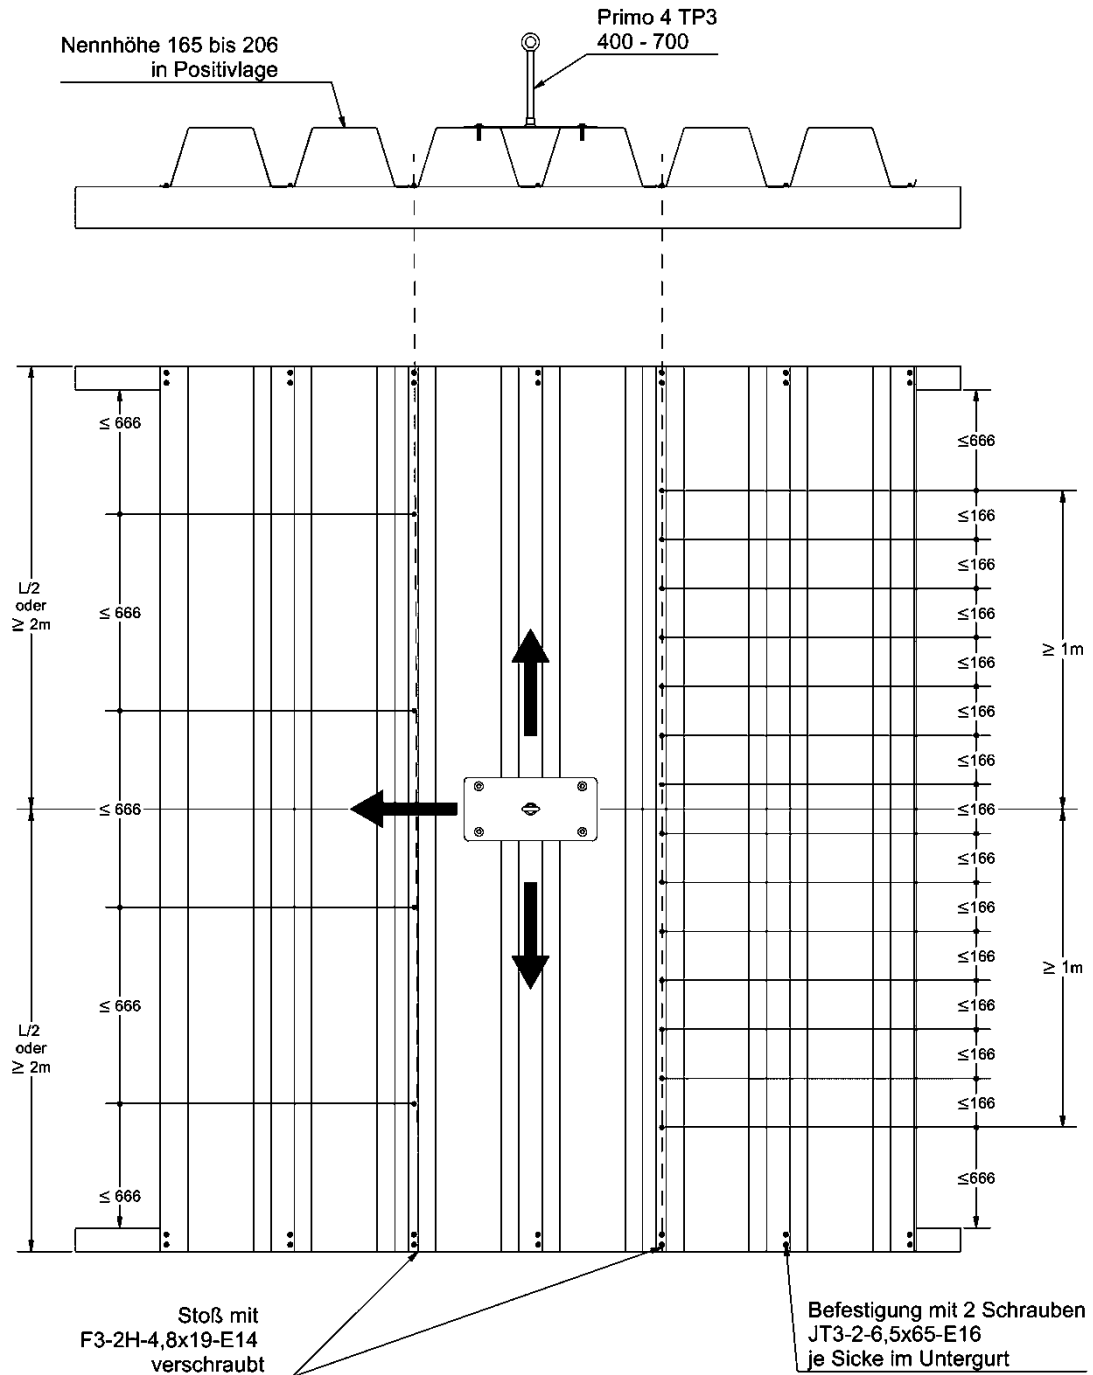 Primo 4 TP3
400 - 700
Nennhöhe 165 bis 206
in Positivlage
≤ 666
≤ 666
≤ 666
≤ 666
≤ 666
L/2
oder
≥ 2m
L/2
oder
≥ 2m
≤666
≤166
≤166
≤166
≤166
≤166
≤166
≤166
≤166
≤166
≤166
≤166
≤166
≤166
≤666
≥ 1m
≥ 1m
Stoß mit
F3-2H-4,8x19-E14
verschraubt
Befestigung mit 2 Schrauben
JT3-2-6,5x65-E16
je Sicke im Untergurt